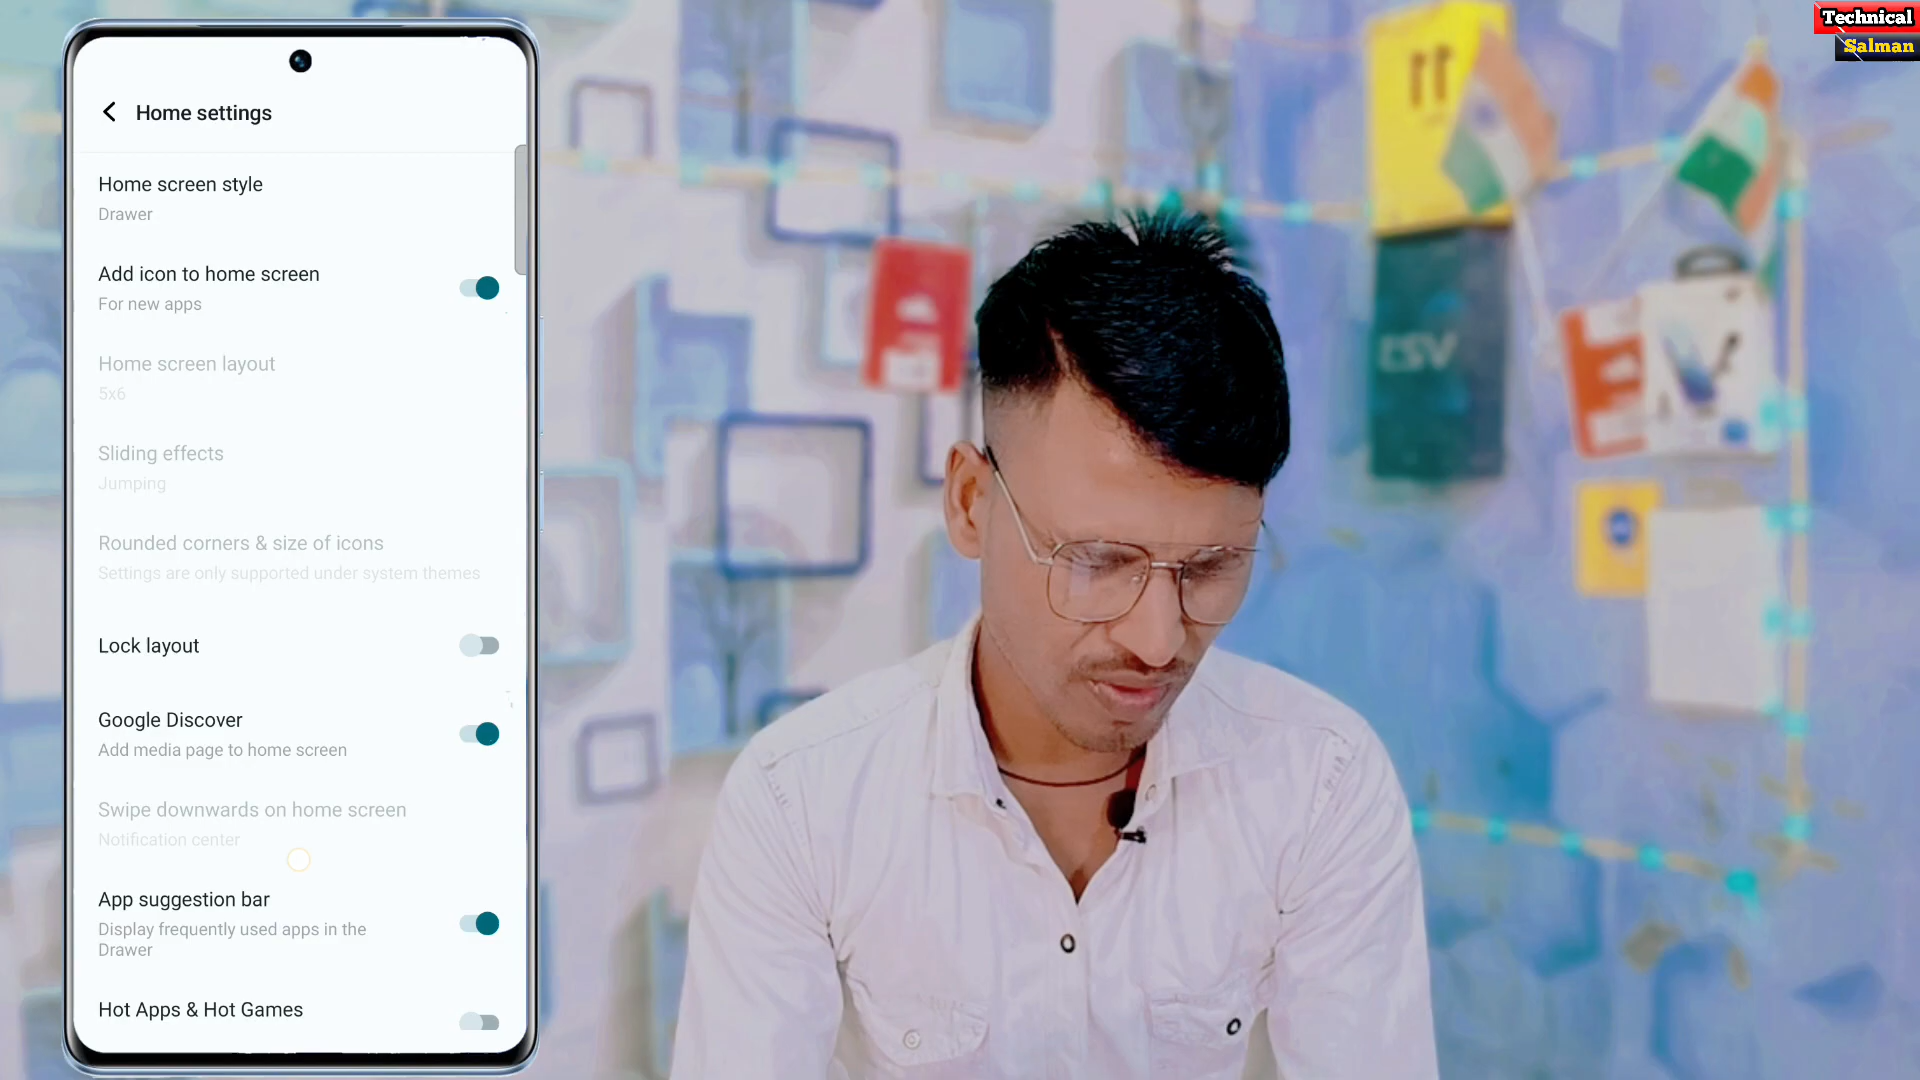 Technical
Salman
Home settings
Home screen style
Drawer
Add icon to home screen
For new apps
Home screen layout
5x6
Sliding effects
Jumping
Rounded corners & size of icons
Settings are only supported under system themes
Lock layout
Google Discover
Add media page to home screen
Swipe downwards on home screen
Notification center
App suggestion bar
Display frequently used apps in the
Drawer
Hot Apps & Hot Games